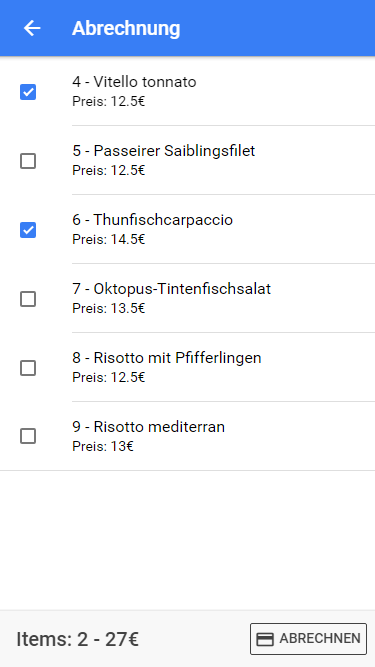 Abrechnung
4 - Vitello tonnato
Preis: 12.5€
5 - Passeirer Saiblingsfilet
Preis: 12.5€
6 - Thunfischcarpaccio
Preis: 14.5€
7 - Oktopus-Tintenfischsalat
Preis: 13.5€
8 - Risotto mit Pfifferlingen
Preis: 12.5€
9 - Risotto mediterran
Preis: 13€
Items: 2 - 27€
ABRECHNEN